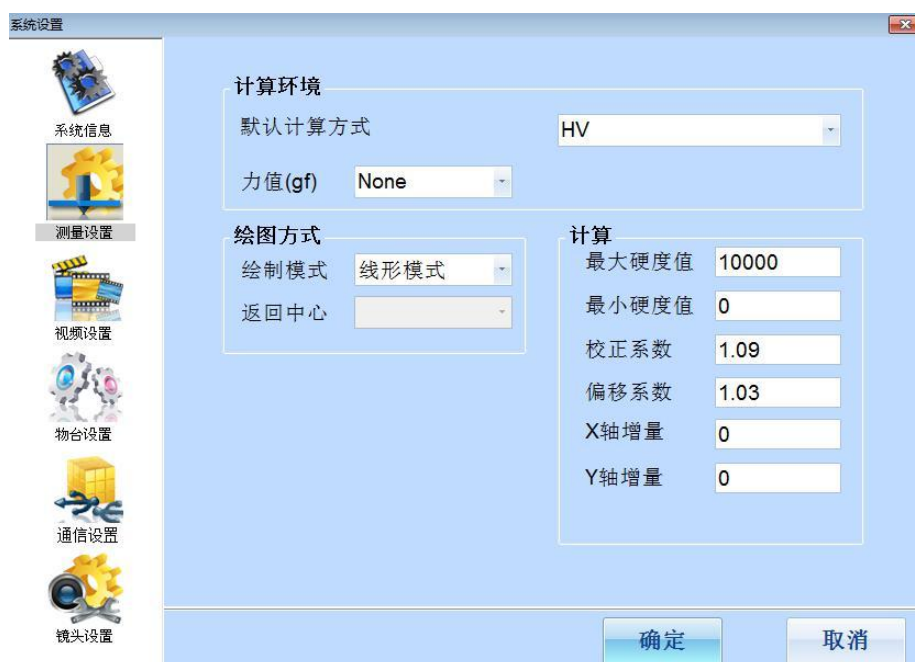 系统设置
系统信息
测量设置
视频设置
物台设置
通信设置
镜头设置
计算环境
默认计算方式 HV
力值(gf) None
绘图方式
绘制模式 线形模式
返回中心
计算
最大硬度值 10000
最小硬度值 0
校正系数 1.09
偏移系数 1.03
X轴增量 0
Y轴增量 0
确定 取消